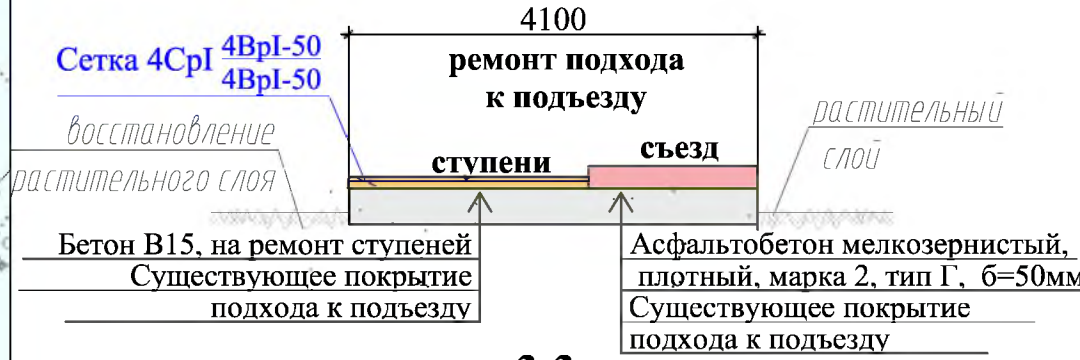 4100
Сетка 4СрI 4ВрI-50
4ВрI-50
ремонт подхода
к подъезду
восстановление
растительного слоя
растительный
слой
ступени
съезд
Бетон В15, на ремонт ступеней
Существующее покрытие
подхода к подъезду
Асфальтобетон мелкозернистый,
плотный, марка 2, тип Г, б=50мм
Существующее покрытие
подхода к подъезду